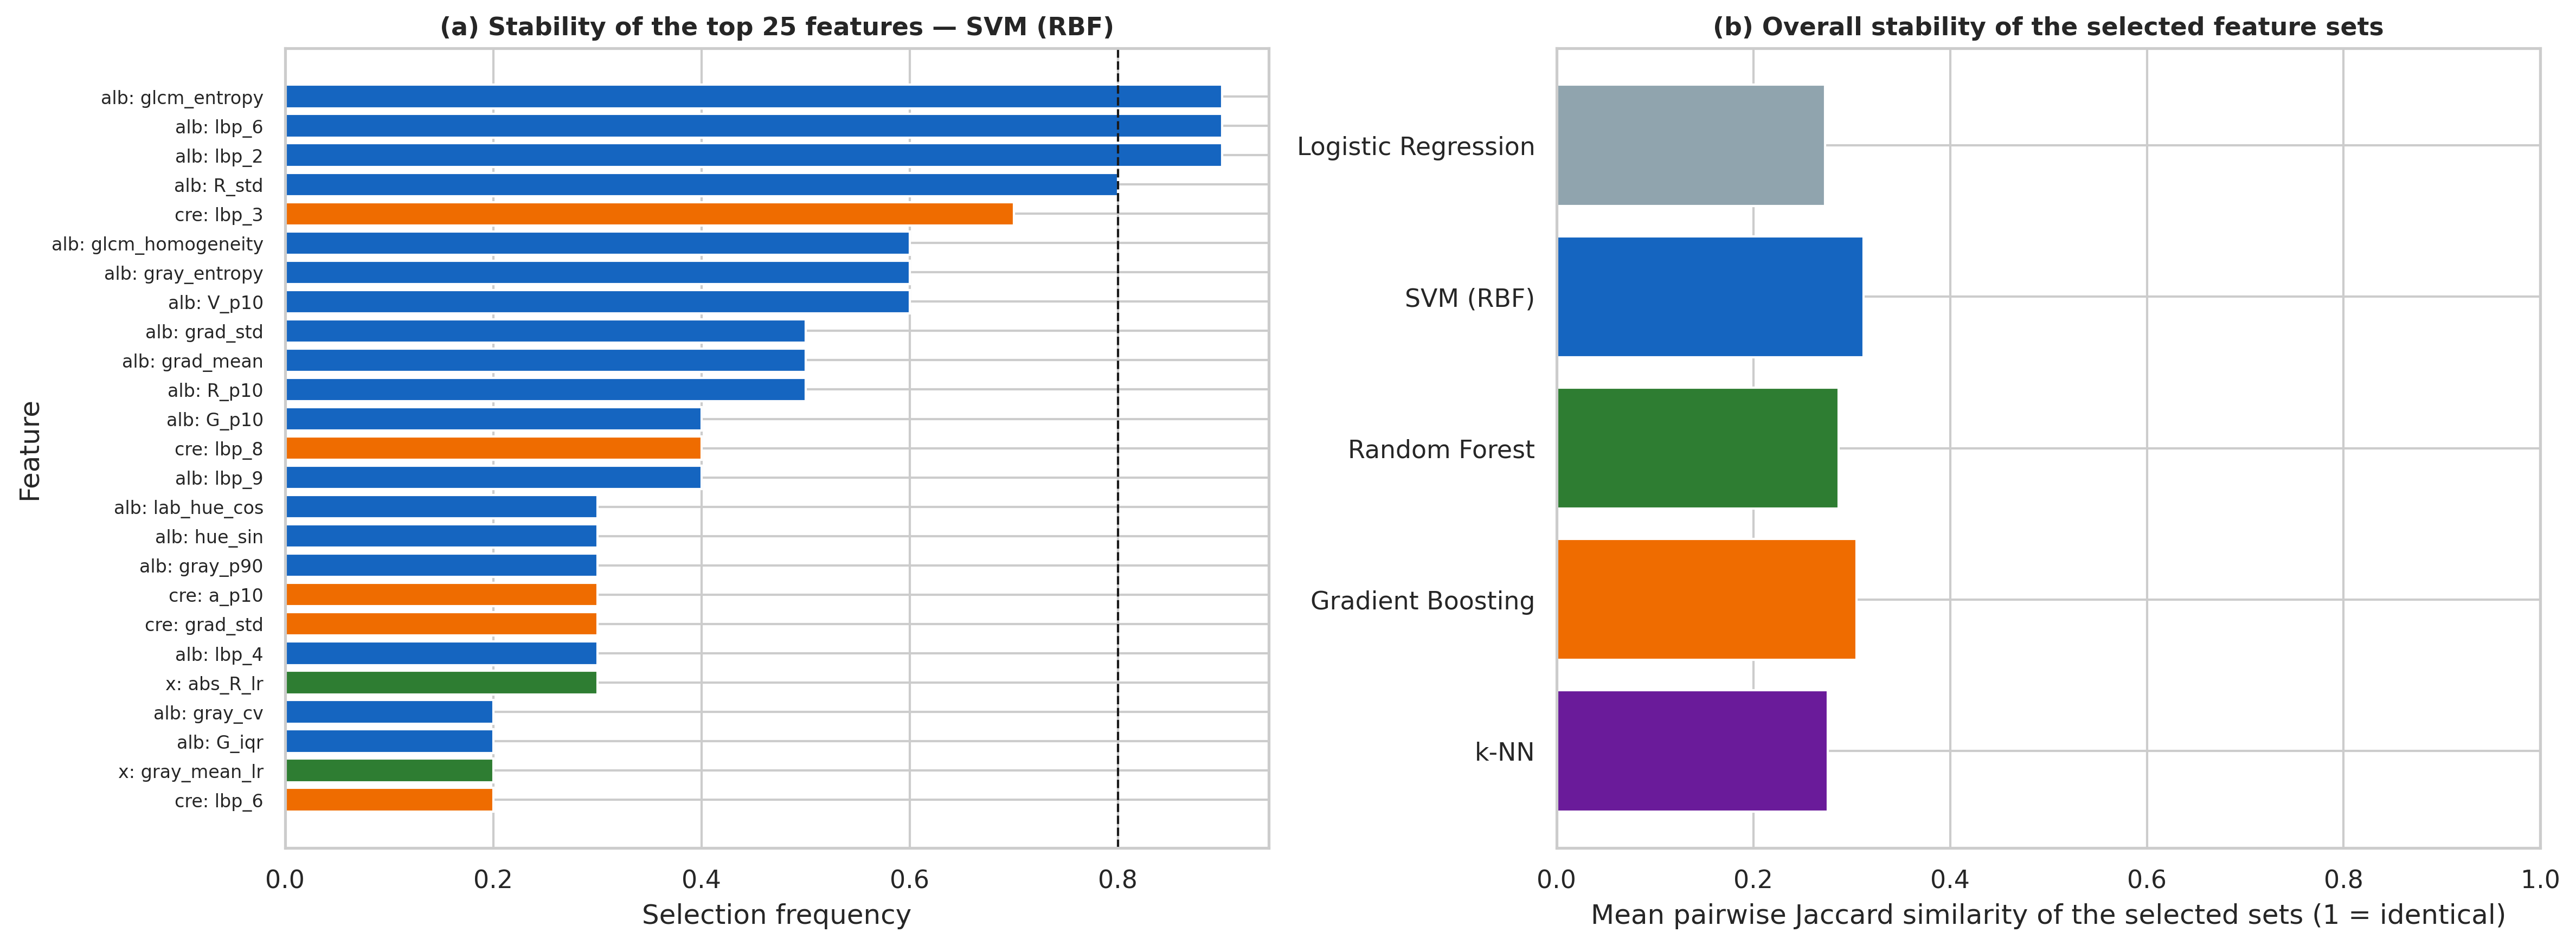 (a) Stability of the top 25 features — SVM (RBF)
Feature
alb: glcm_entropy
alb: lbp_6
alb: lbp_2
alb: R_std
cre: lbp_3
alb: glcm_homogeneity
alb: gray_entropy
alb: V_p10
alb: grad_std
alb: grad_mean
alb: R_p10
alb: G_p10
cre: lbp_8
alb: lbp_9
alb: lab_hue_cos
alb: hue_sin
alb: gray_p90
cre: a_p10
cre: grad_std
alb: lbp_4
x: abs_R_lr
alb: gray_cv
alb: G_iqr
x: gray_mean_lr
cre: lbp_6
0.0 0.2 0.4 0.6 0.8
Selection frequency
(b) Overall stability of the selected feature sets
Logistic Regression
SVM (RBF)
Random Forest
Gradient Boosting
k-NN
0.0 0.2 0.4 0.6 0.8 1.0
Mean pairwise Jaccard similarity of the selected sets (1 = identical)